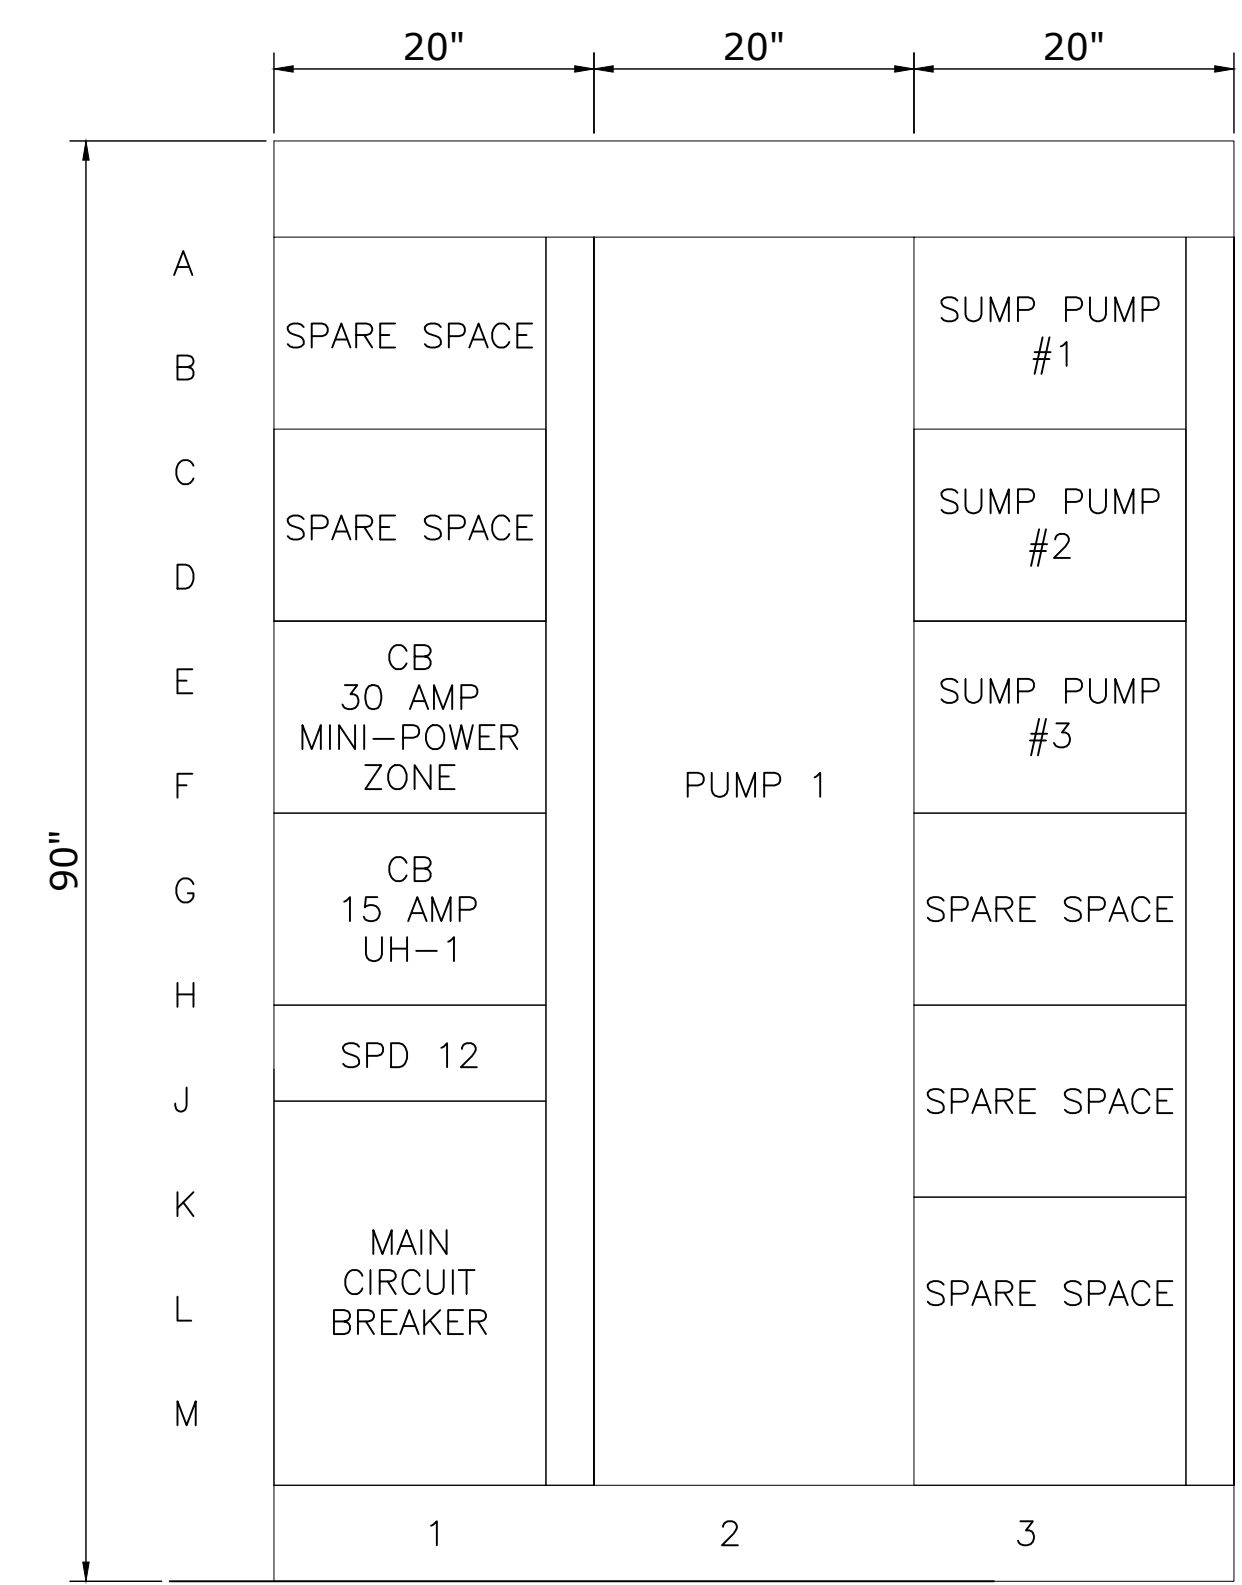 20" 20" 20"
90"
A
B
C
D
E
F
G
H
J
K
L
M
SPARE SPACE
SPARE SPACE
CB
30 AMP
MINI-POWER
ZONE
CB
15 AMP
UH-1
SPD 12
MAIN
CIRCUIT
BREAKER
PUMP 1
SUMP PUMP
#1
SUMP PUMP
#2
SUMP PUMP
#3
SPARE SPACE
SPARE SPACE
SPARE SPACE
1 2 3